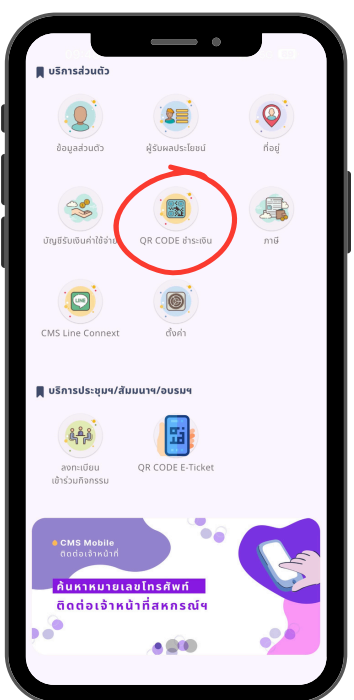 บริการส่วนตัว
ข้อมูลส่วนตัว ผู้รับผลประโยชน์ ที่อยู่
บัญชีรับเงินค่าใช้จ่าย QR CODE ชำระเงิน ภาษี
LINE
CMS Line Connext ตั้งค่า
บริการประชุมฯ/สัมมนาฯ/อบรมฯ
ลงทะเบียน QR CODE E-Ticket
เข้าร่วมกิจกรรม
CMS Mobile
ติดต่อเจ้าหน้าที่
ค้นหาหมายเลขโทรศัพท์
ติดต่อเจ้าหน้าที่สหกรณ์ฯ